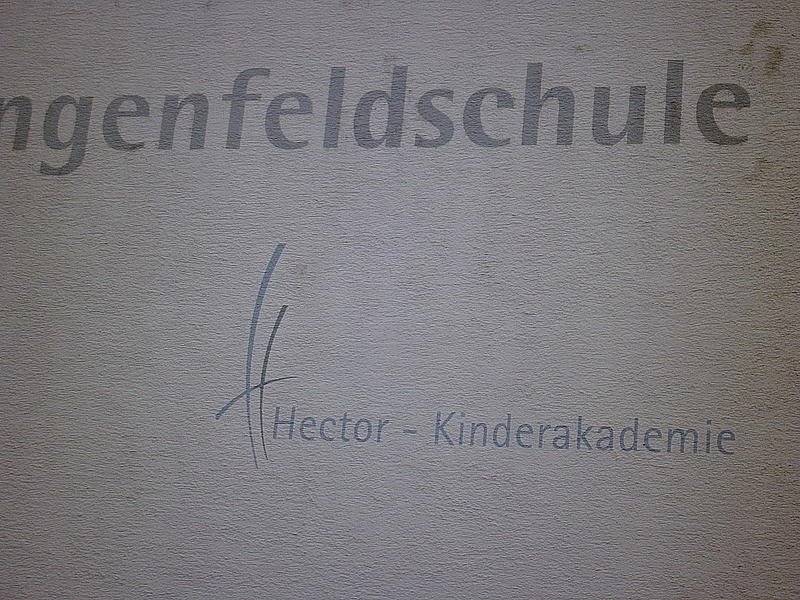 ngenfeldschule
Hector – Kinderakademie